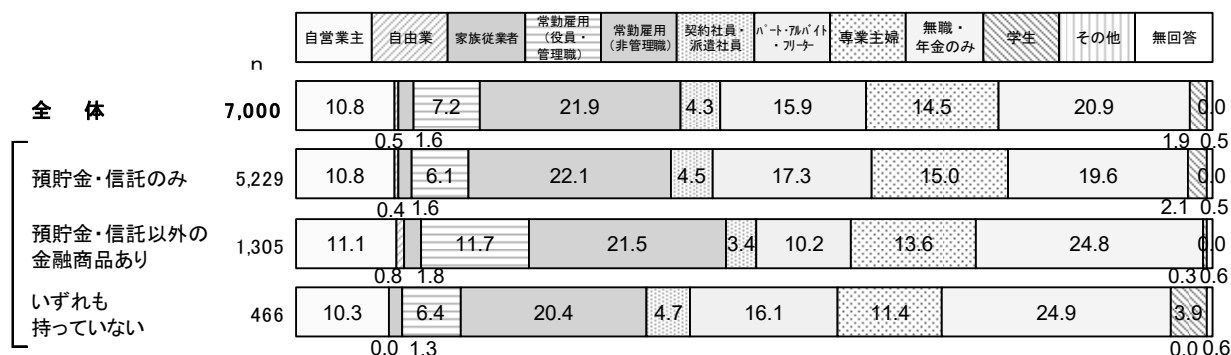 自営業主 自由業 家族従業者 常勤雇用(役員・管理職) 常勤雇用(非管理職) 契約社員・派遣社員 パート・アルバイト・フリーター 専業主婦 無職・年金のみ 学生 その他 無回答
n
全 体 7,000 10.8 7.2 21.9 4.3 15.9 14.5 20.9 0.0
0.5 1.6 1.9 0.5
預貯金・信託のみ 5,229 10.8 6.1 22.1 4.5 17.3 15.0 19.6 0.0
0.4 1.6 2.1 0.5
預貯金・信託以外の
金融商品あり 1,305 11.1 11.7 21.5 3.4 10.2 13.6 24.8 0.0
0.8 1.8 0.3 0.6
いずれも
持っていない 466 10.3 6.4 20.4 4.7 16.1 11.4 24.9 3.9
0.0 1.3 0.0 0.6